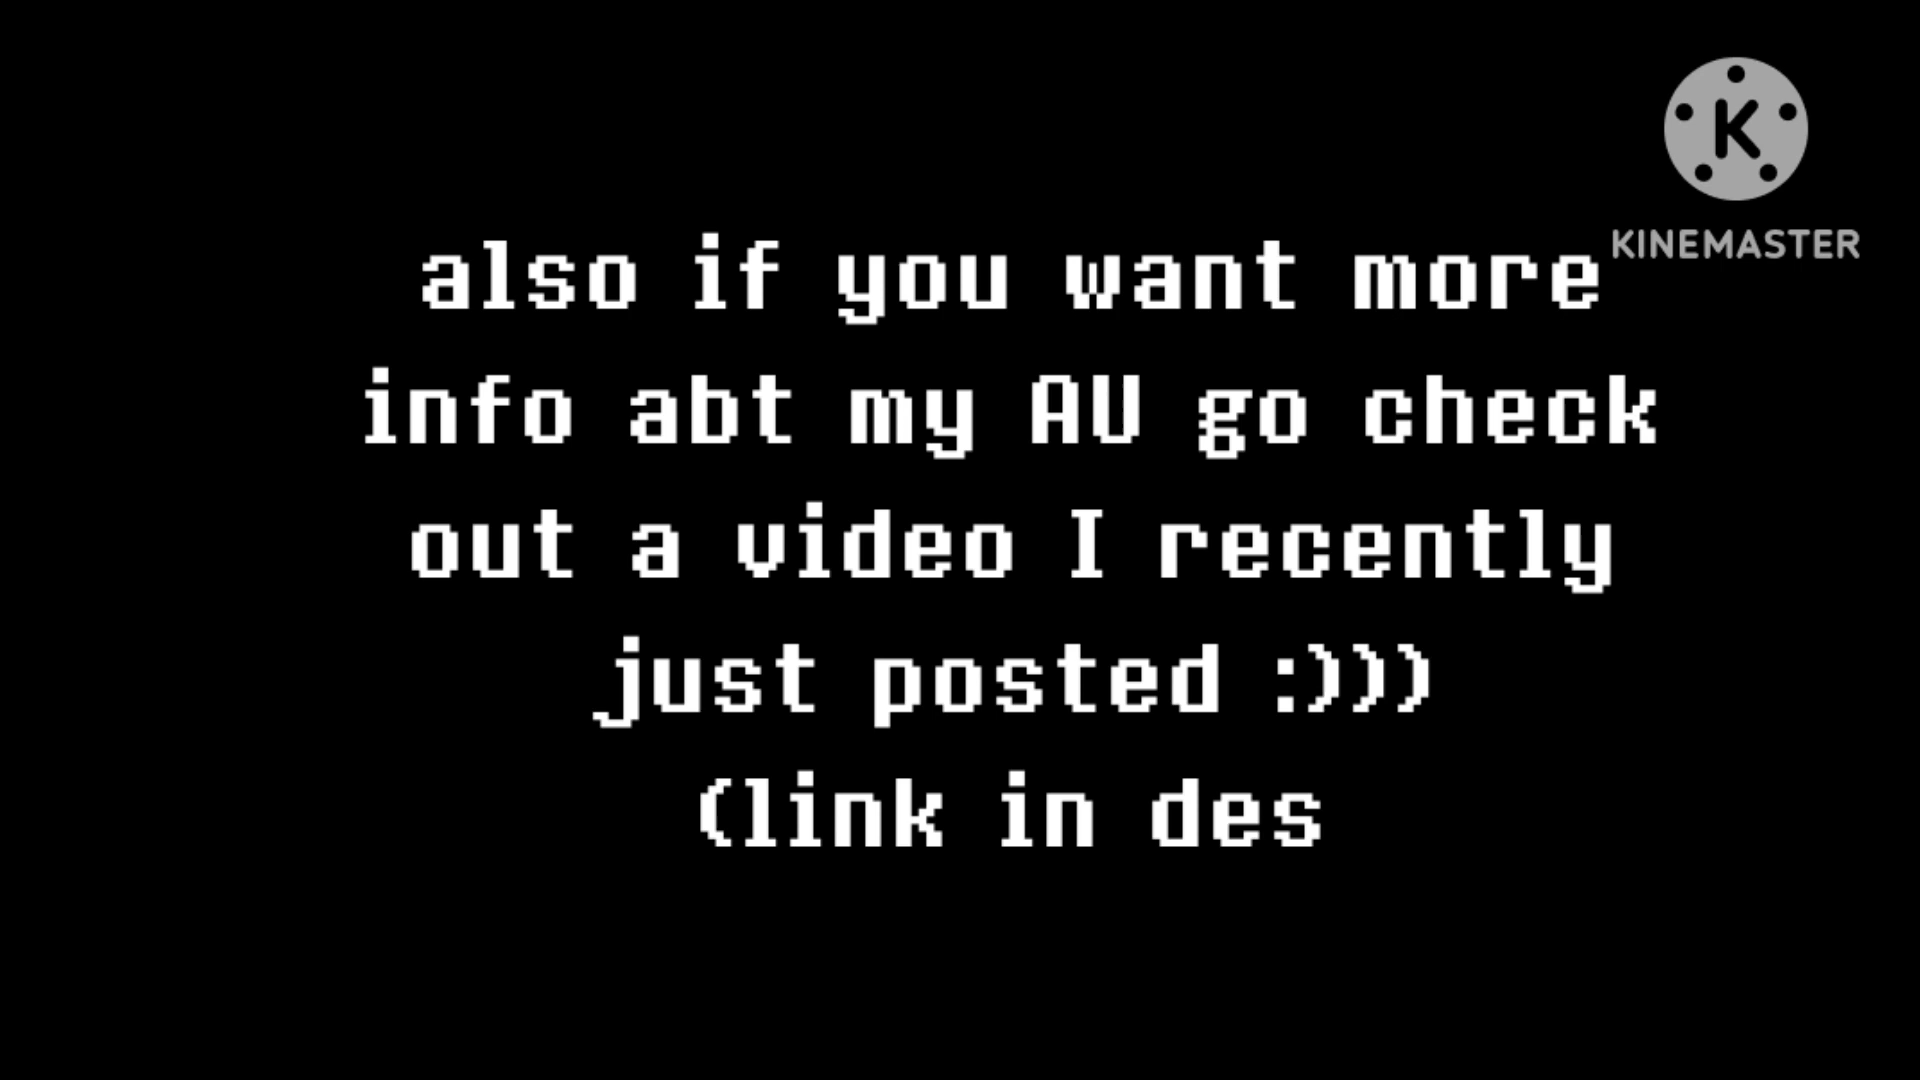 K
KINEMASTER
also if you want more
info abt my AU go check
out a video I recently
just posted :)))
(link in des